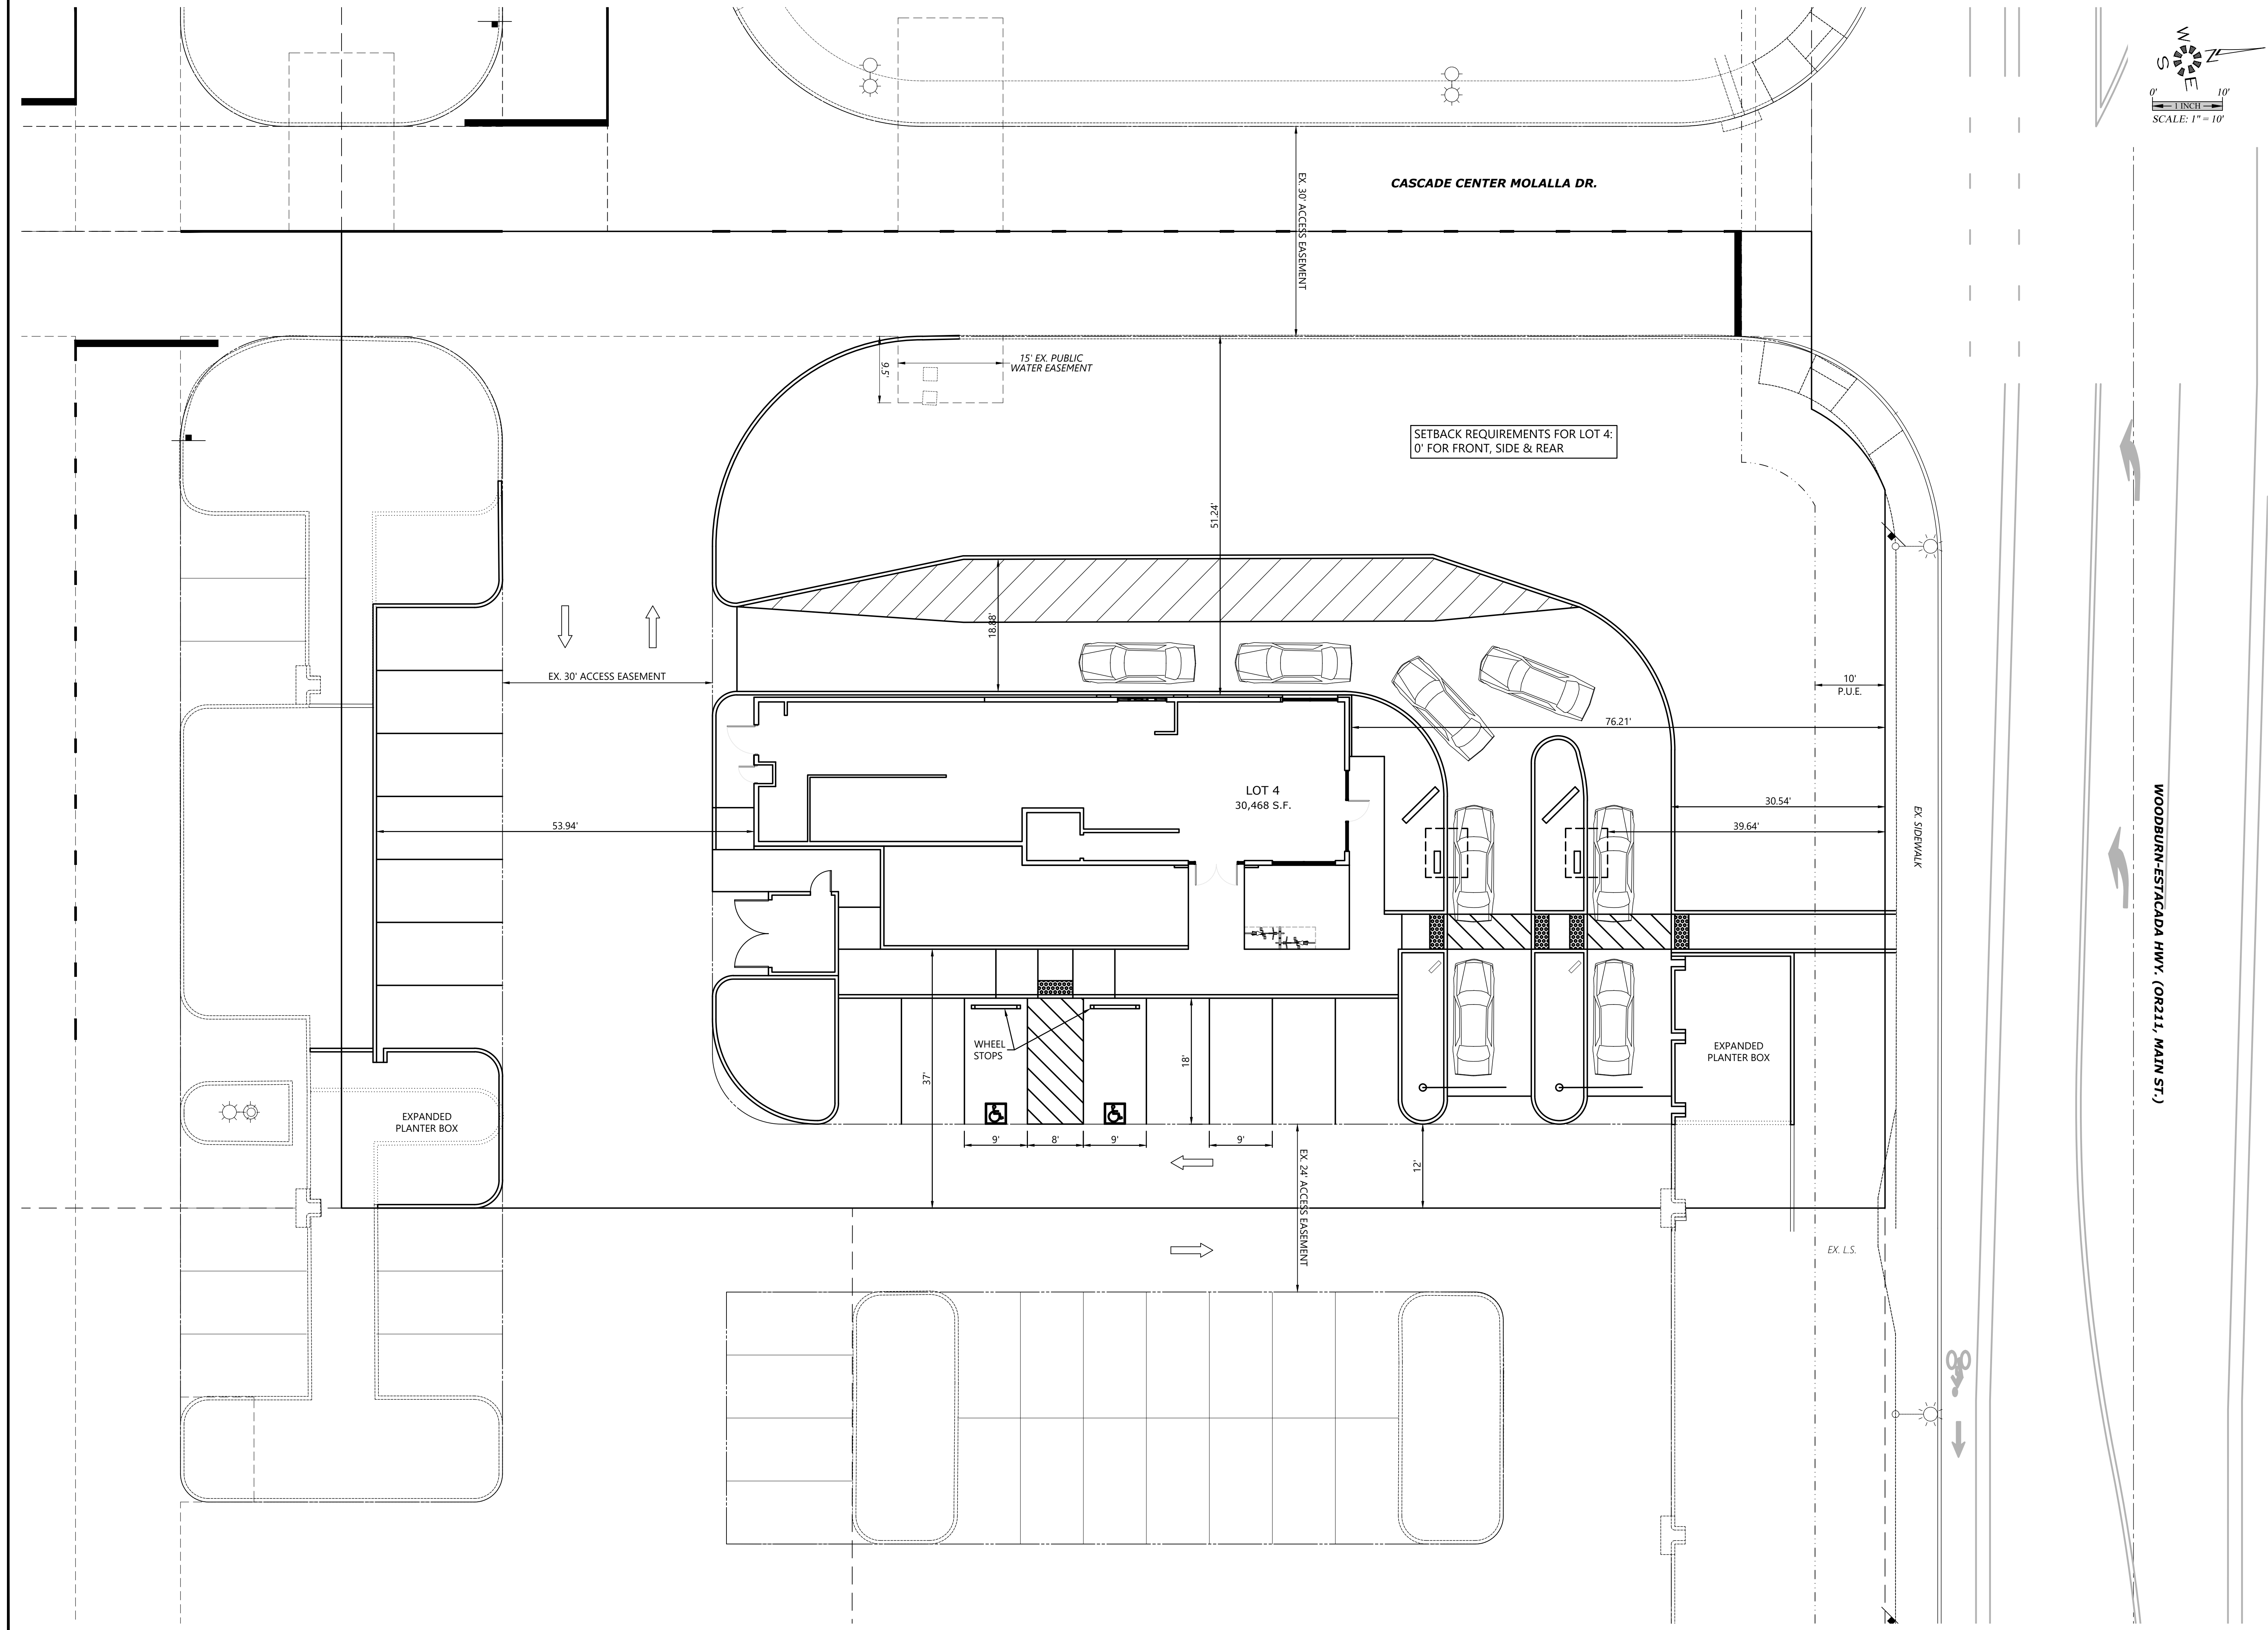 W
N
S
E
0' 10'
1 INCH
SCALE: 1" = 10'
CASCADE CENTER MOLALLA DR.
EX. 30' ACCESS EASEMENT
9.5'
15' EX. PUBLIC
WATER EASEMENT
SETBACK REQUIREMENTS FOR LOT 4:
0' FOR FRONT, SIDE & REAR
51.24'
18.88'
EX. 30' ACCESS EASEMENT
10'
P.U.E.
76.21'
LOT 4
30,468 S.F.
30.54'
39.64'
53.94'
EX. SIDEWALK
WOODBURN-ESTACADA HWY. (OR211, MAIN ST.)
WHEEL
STOPS
18'
37'
EXPANDED
PLANTER BOX
EXPANDED
PLANTER BOX
9'
8'
9'
9'
12'
EX. 24' ACCESS EASEMENT
EX. L.S.